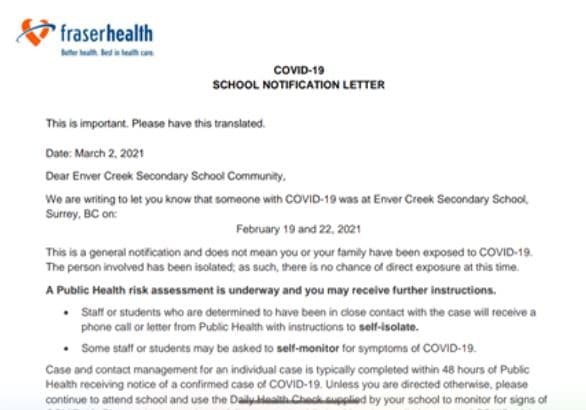 fraserhealth
Better health. Best in health care.
COVID-19
SCHOOL NOTIFICATION LETTER
This is important. Please have this translated.
Date: March 2, 2021
Dear Enver Creek Secondary School Community,
We are writing to let you know that someone with COVID-19 was at Enver Creek Secondary School,
Surrey, BC on:
February 19 and 22, 2021
This is a general notification and does not mean you or your family have been exposed to COVID-19.
The person involved has been isolated; as such, there is no chance of direct exposure at this time.
A Public Health risk assessment is underway and you may receive further instructions.
• Staff or students who are determined to have been in close contact with the case will receive a
phone call or letter from Public Health with instructions to self-isolate.
• Some staff or students may be asked to self-monitor for symptoms of COVID-19.
Case and contact management for an individual case is typically completed within 48 hours of Public
Health receiving notice of a confirmed case of COVID-19. Unless you are directed otherwise, please
continue to attend school and use the Daily Health Check supplied by your school to monitor for signs of